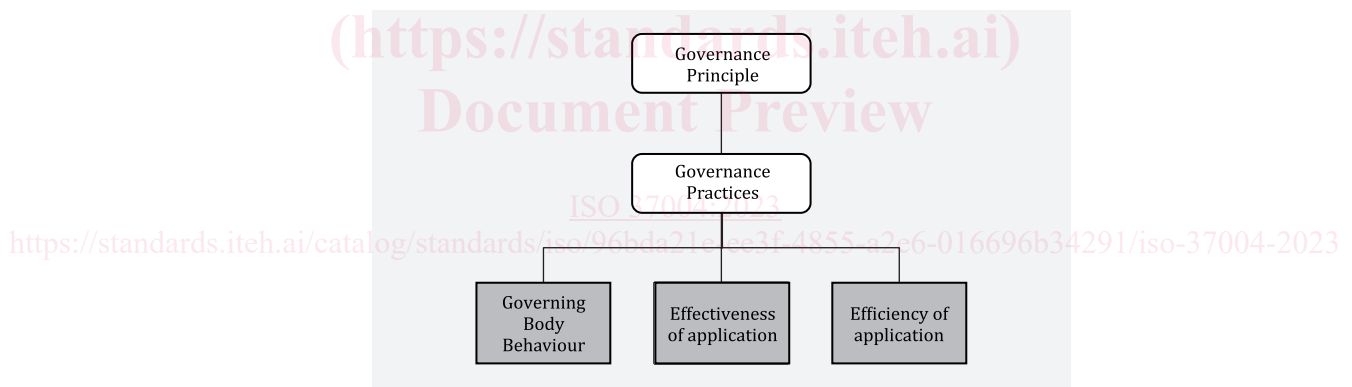 (https://standards.iteh.ai)
Governance
Principle
Document Preview
Governance
Practices
ISO 37004:2023
https://standards.iteh.ai/catalog/standards/iso/96bda21e-ee3f-4855-a2e6-016696b34291/iso-37004-2023
Governing
Body
Behaviour
Effectiveness
of application
Efficiency of
application